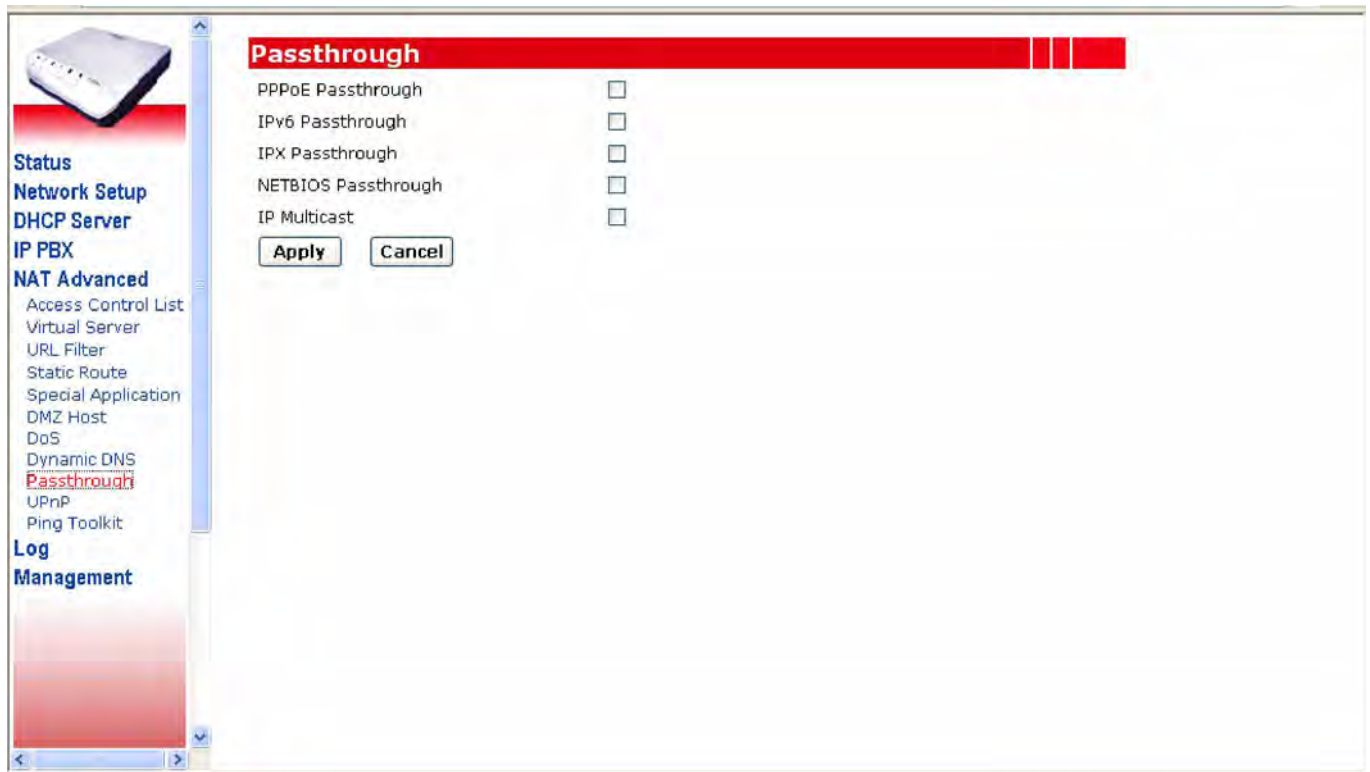 Status
Network Setup
DHCP Server
IP PBX
NAT Advanced
Access Control List
Virtual Server
URL Filter
Static Route
Special Application
DMZ Host
DoS
Dynamic DNS
Passthrough
UPnP
Ping Toolkit
Log
Management
Passthrough
PPPoE Passthrough
IPv6 Passthrough
IPX Passthrough
NETBIOS Passthrough
IP Multicast
Apply Cancel